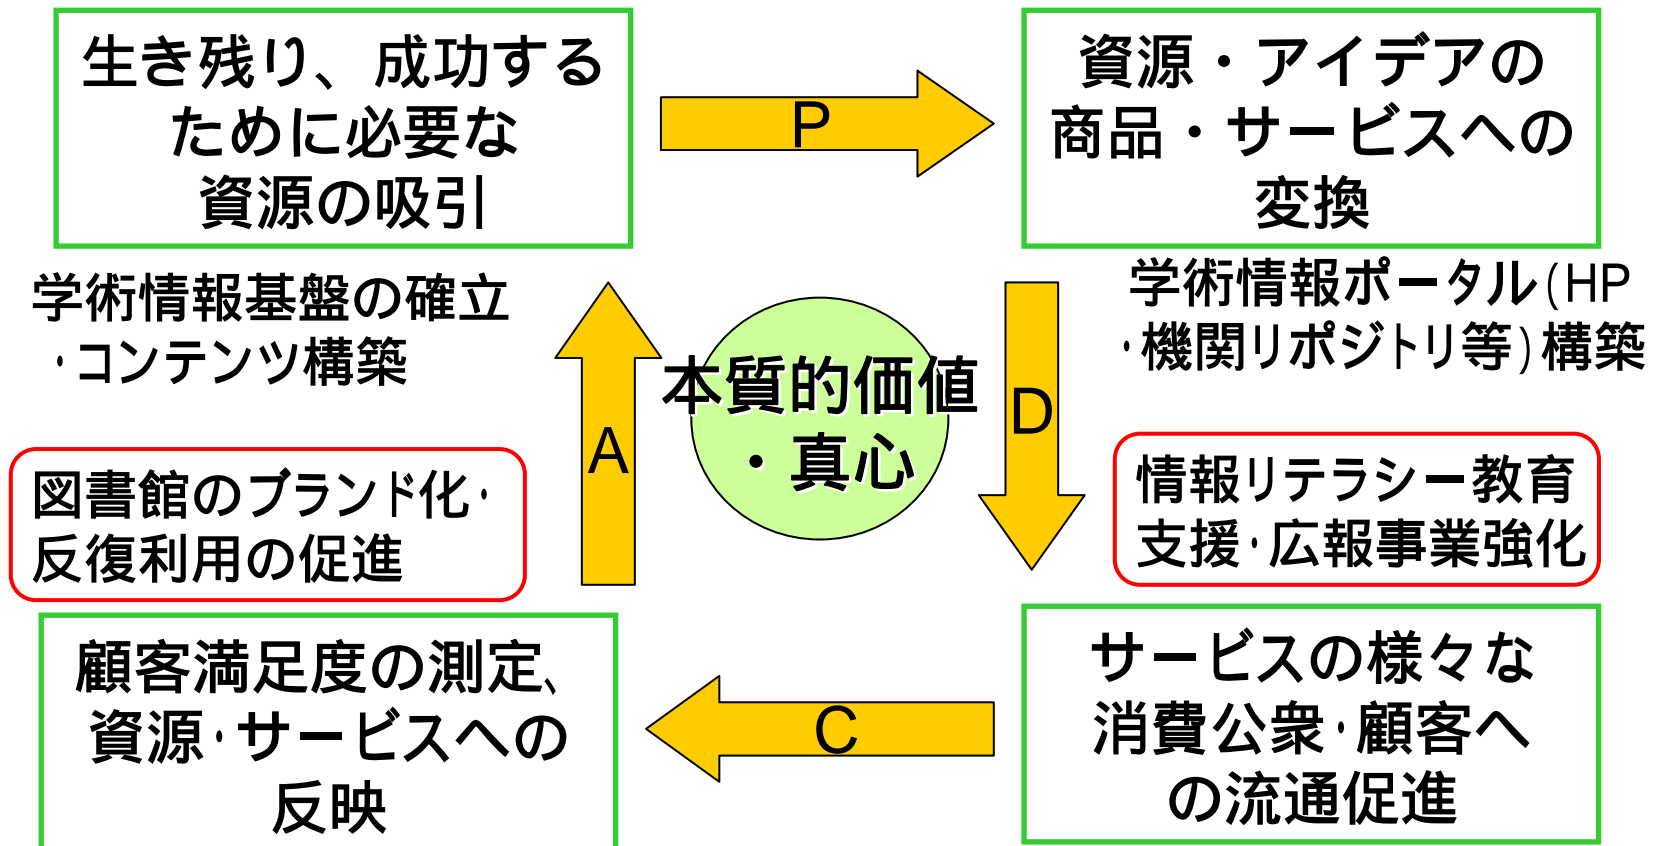 生き残り、成功する
ために必要な
資源の吸引
P
資源・アイデアの
商品・サービスへの
変換
学術情報基盤の確立
・コンテンツ構築
学術情報ポータル(HP
・機関リポジトリ等)構築
A
本質的価値
・真心
D
図書館のブランド化・
反復利用の促進
情報リテラシー教育
支援・広報事業強化
顧客満足度の測定、
資源・サービスへの
反映
C
サービスの様々な
消費公衆・顧客へ
の流通促進